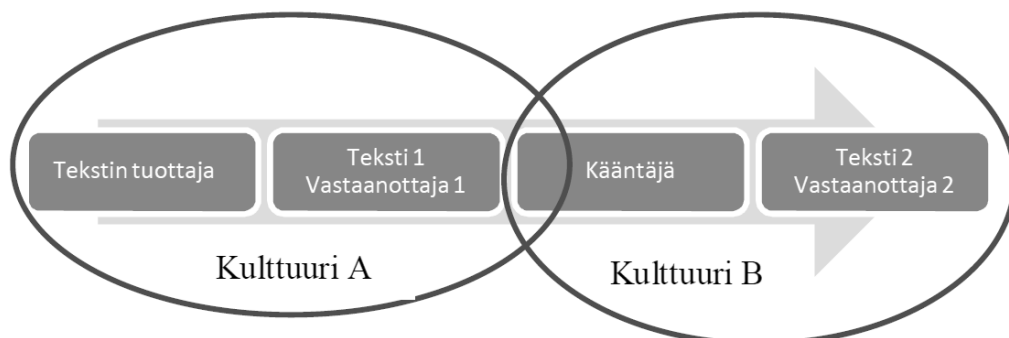 Tekstin tuottaja
Teksti 1
Vastaanottaja 1
Kääntäjä
Teksti 2
Vastaanottaja 2
Kulttuuri A
Kulttuuri B